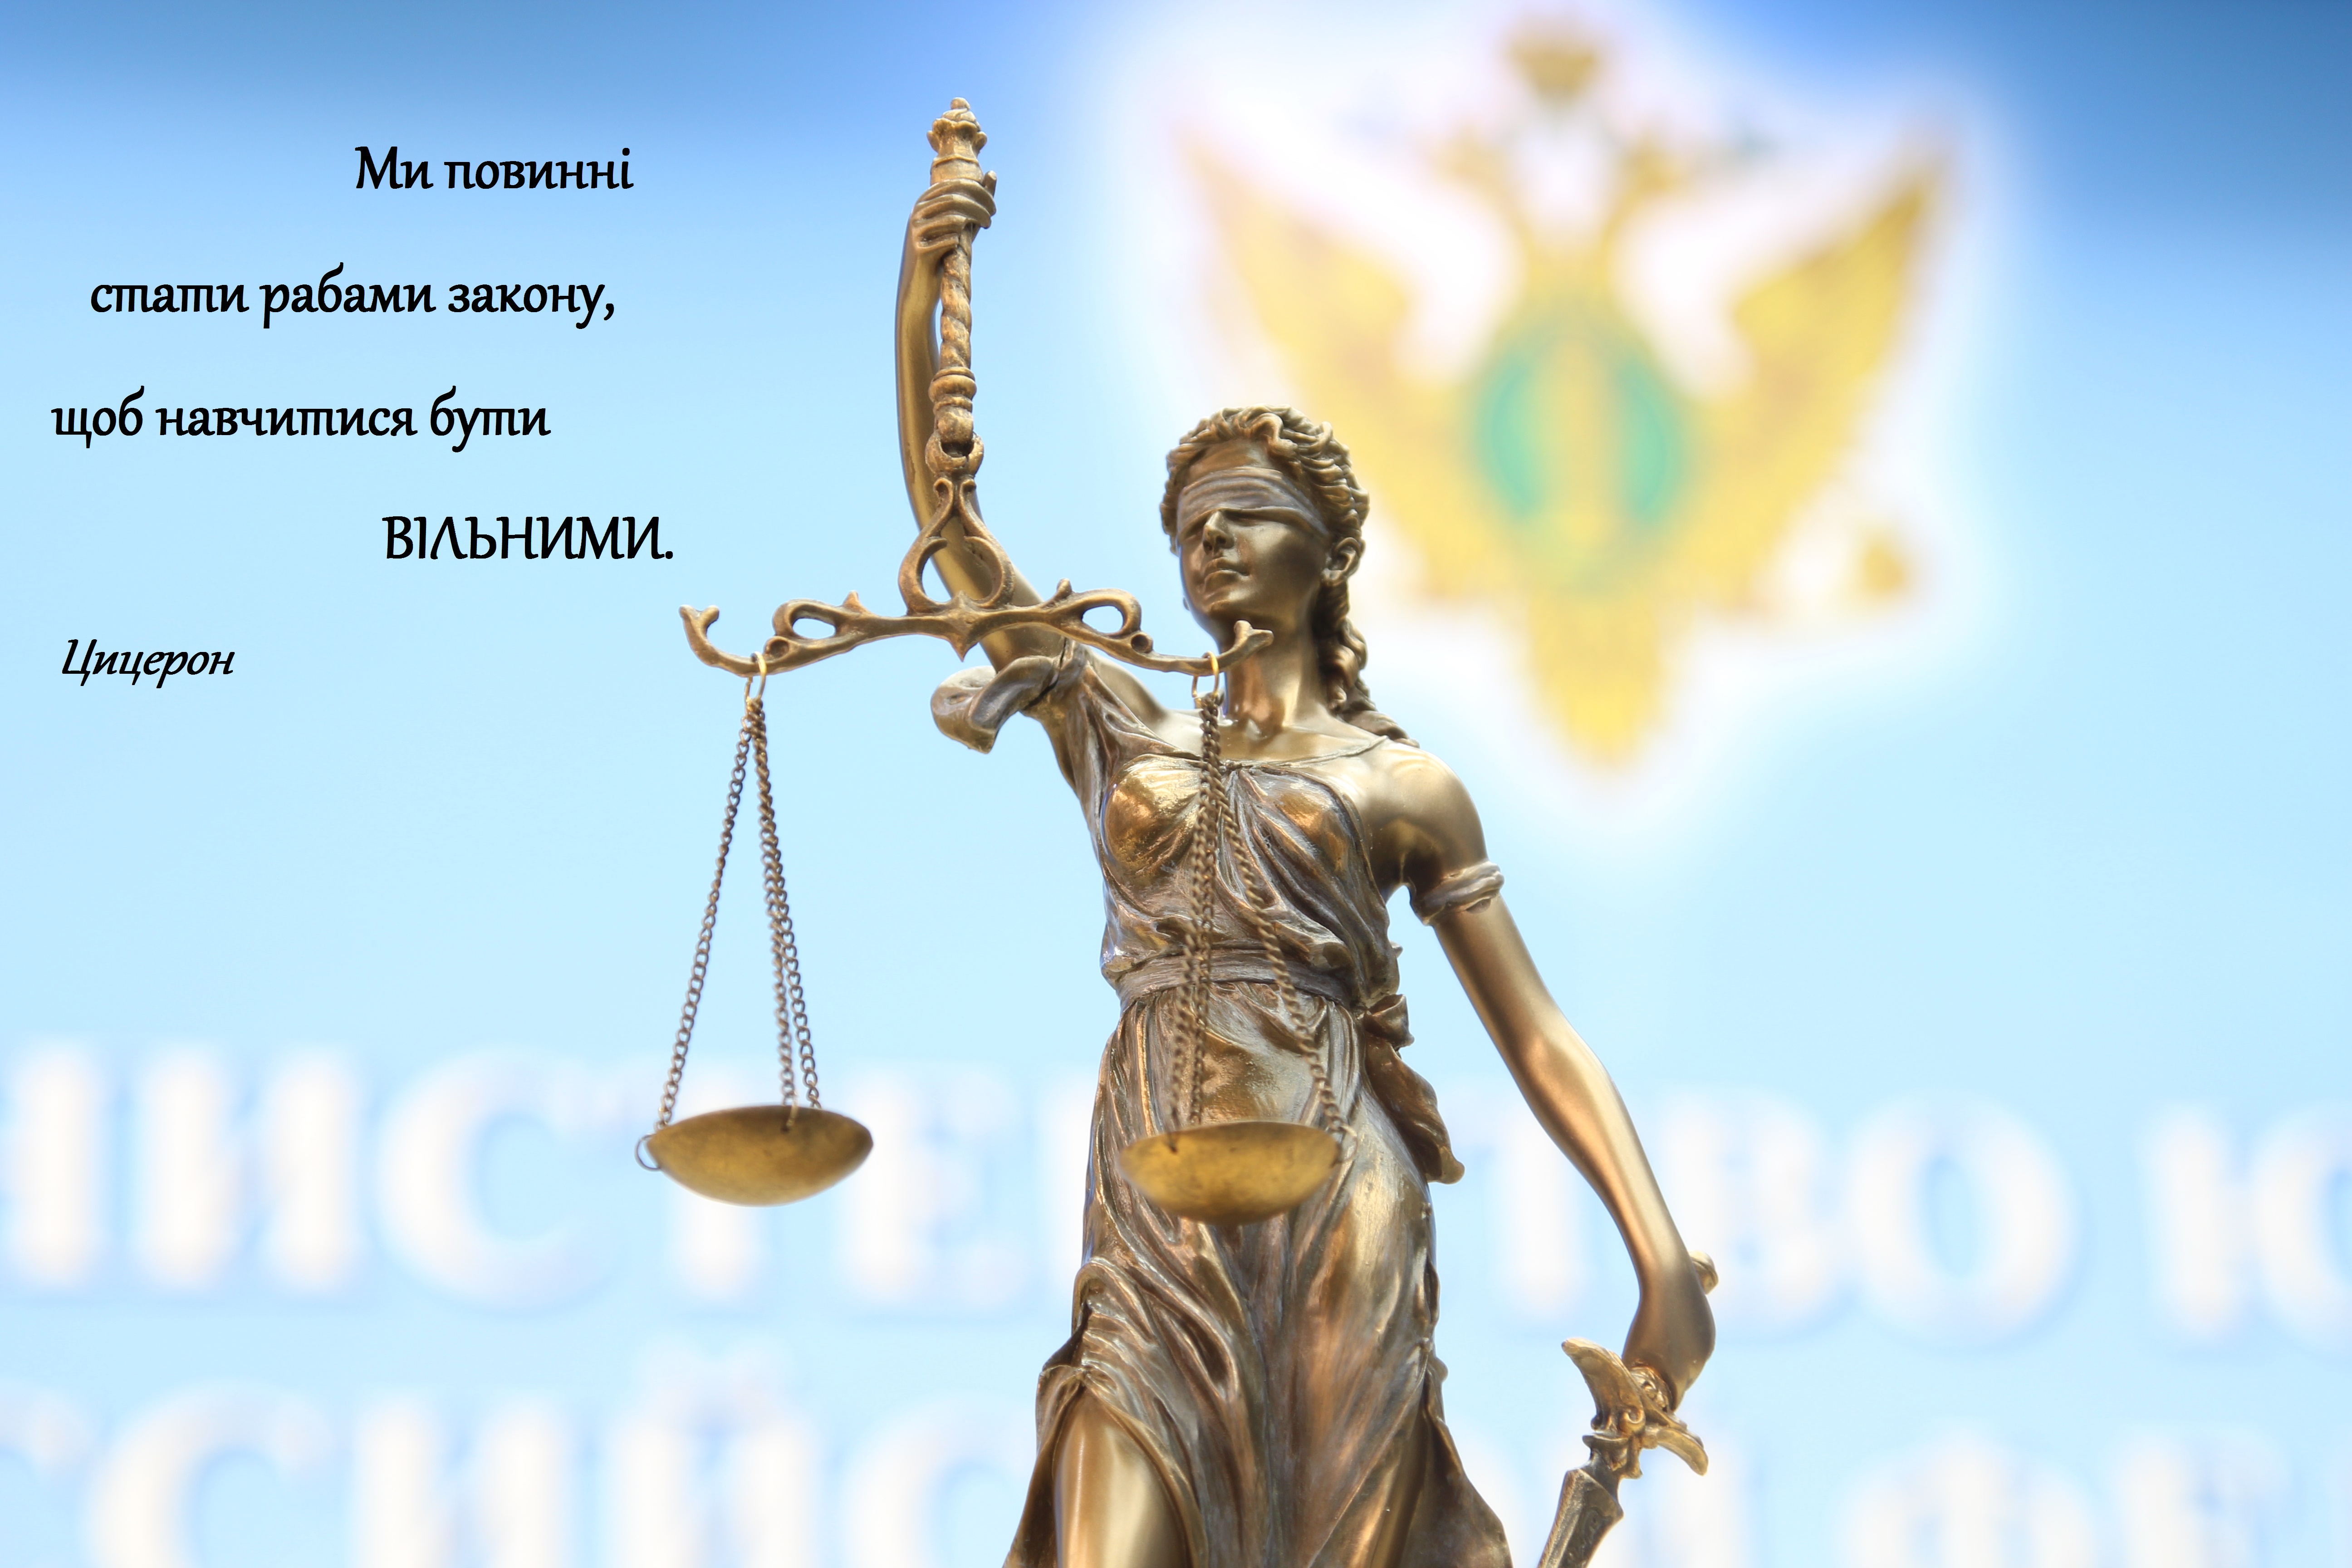 Ми повинні
стати рабами закону,
щоб навчитися бути
ВІЛЬНИМИ.
Цицерон